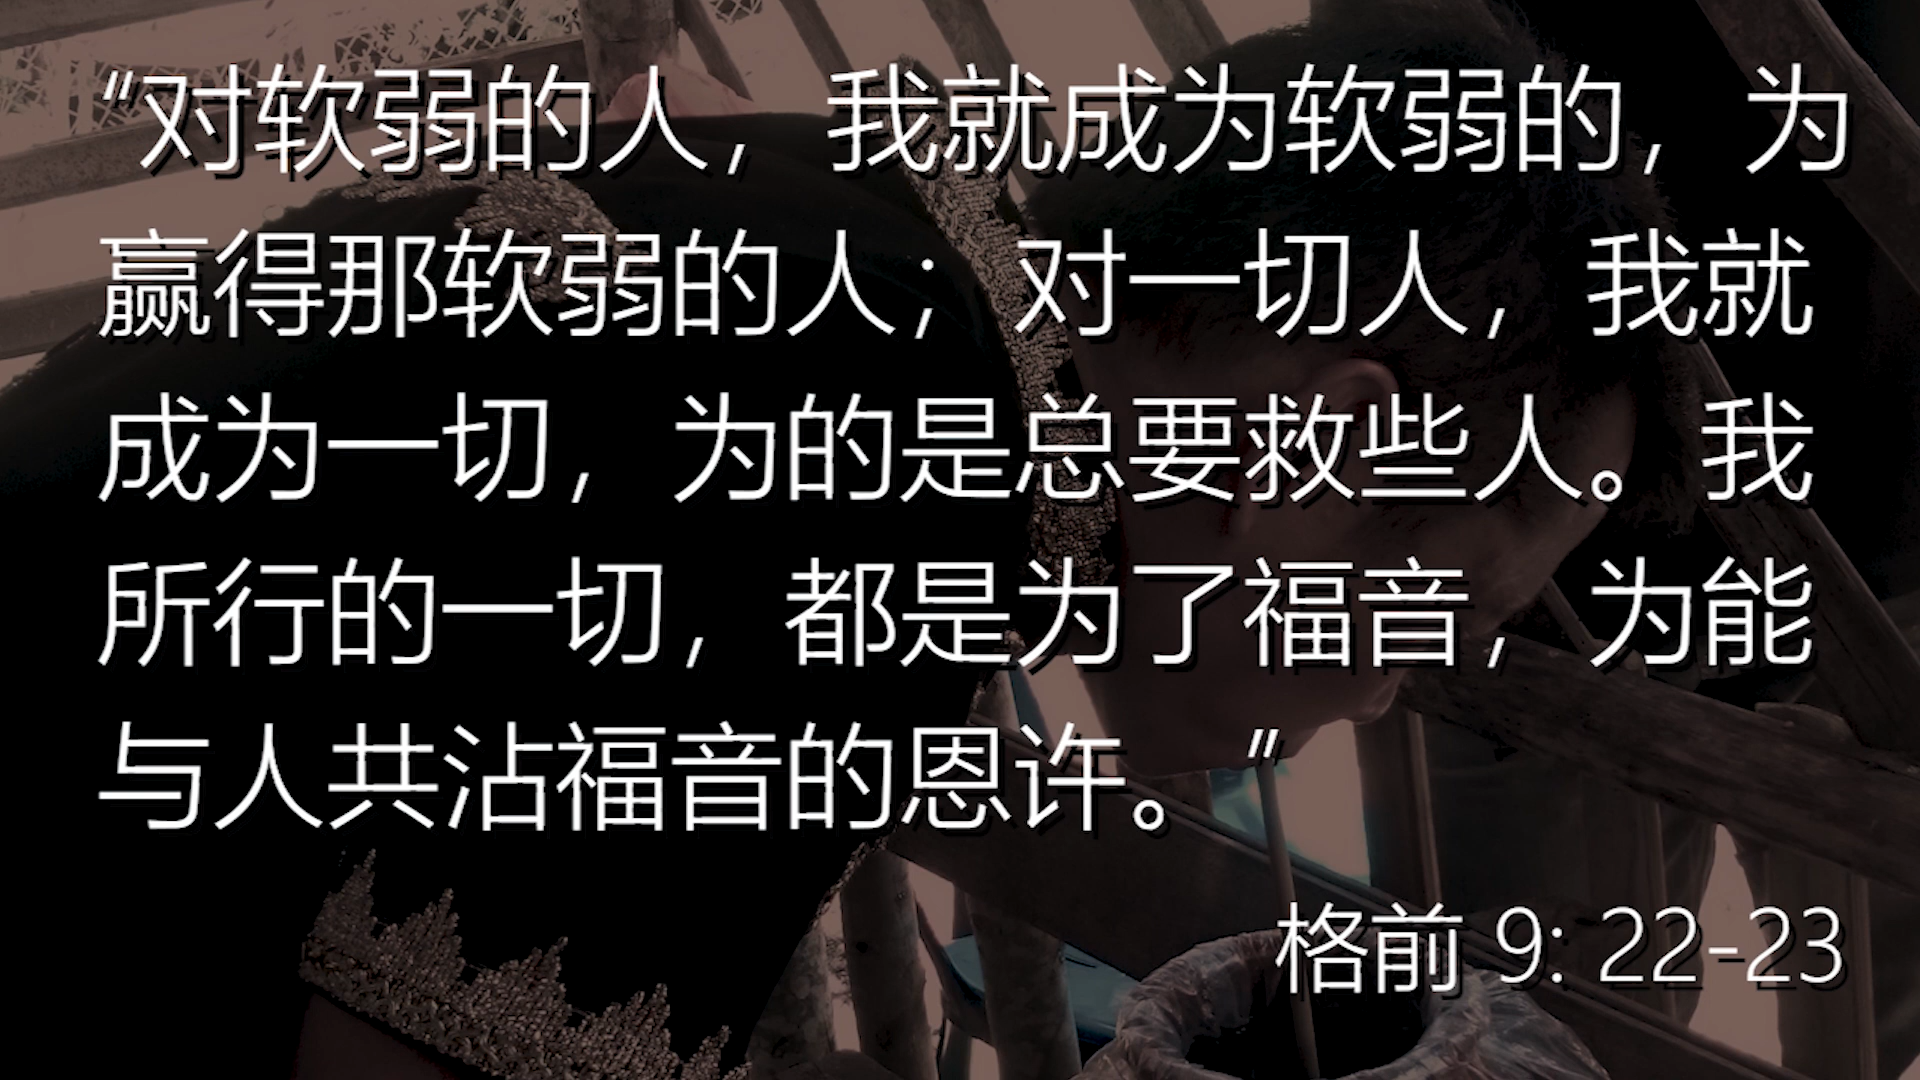 “对软弱的人，我就成为软弱的，为
赢得那软弱的人；对一切人，我就
成为一切，为的是总要救些人。我
所行的一切，都是为了福音，为能
与人共沾福音的恩许。”
格前 9: 22-23